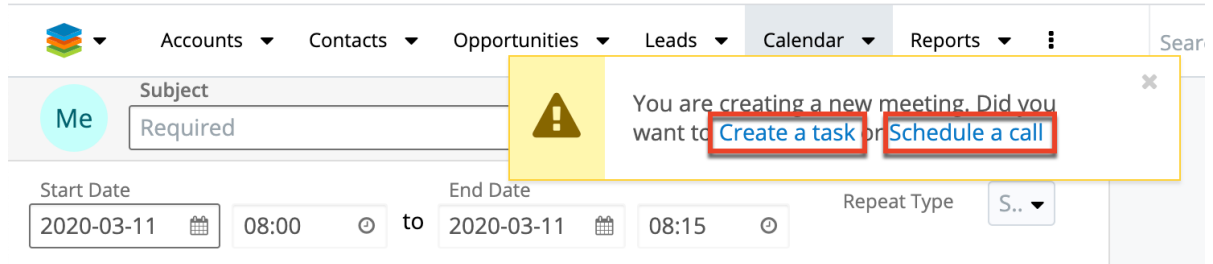 Accounts Contacts Opportunities Leads Calendar Reports
Me
Subject
Required
You are creating a new meeting. Did you
want to Create a task or Schedule a call
Start Date
2020-03-11 08:00
to
End Date
2020-03-11 08:15
Repeat Type S..